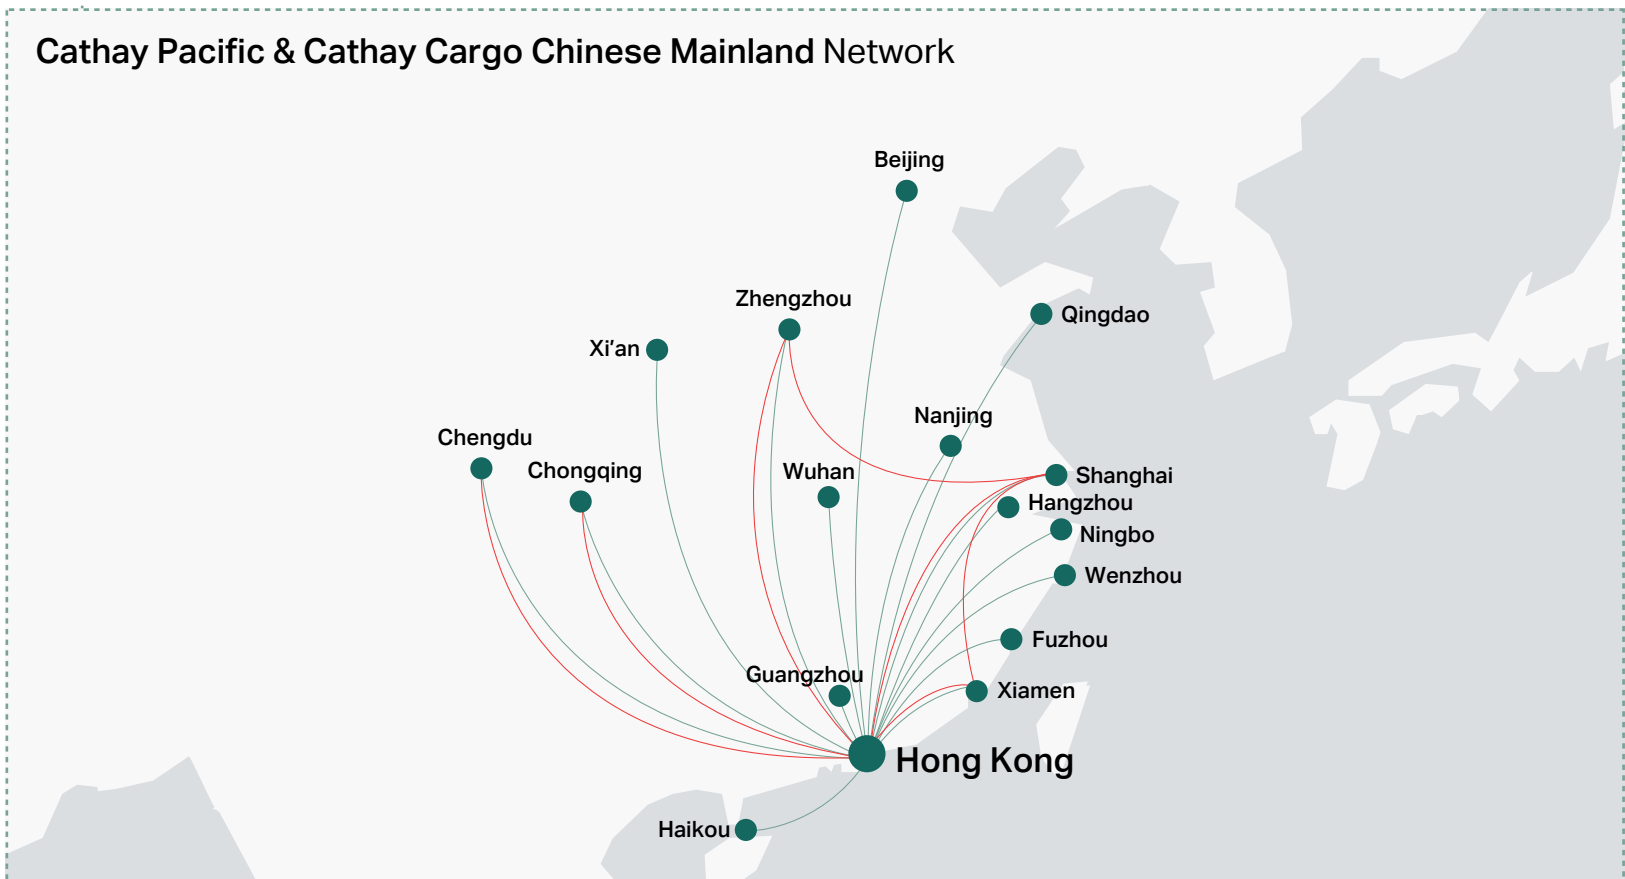 Cathay Pacific & Cathay Cargo Chinese Mainland Network
Beijing
Zhengzhou
Qingdao
Xi'an
Nanjing
Chengdu
Chongqing
Wuhan
Shanghai
Hangzhou
Ningbo
Wenzhou
Fuzhou
Guangzhou
Xiamen
Hong Kong
Haikou